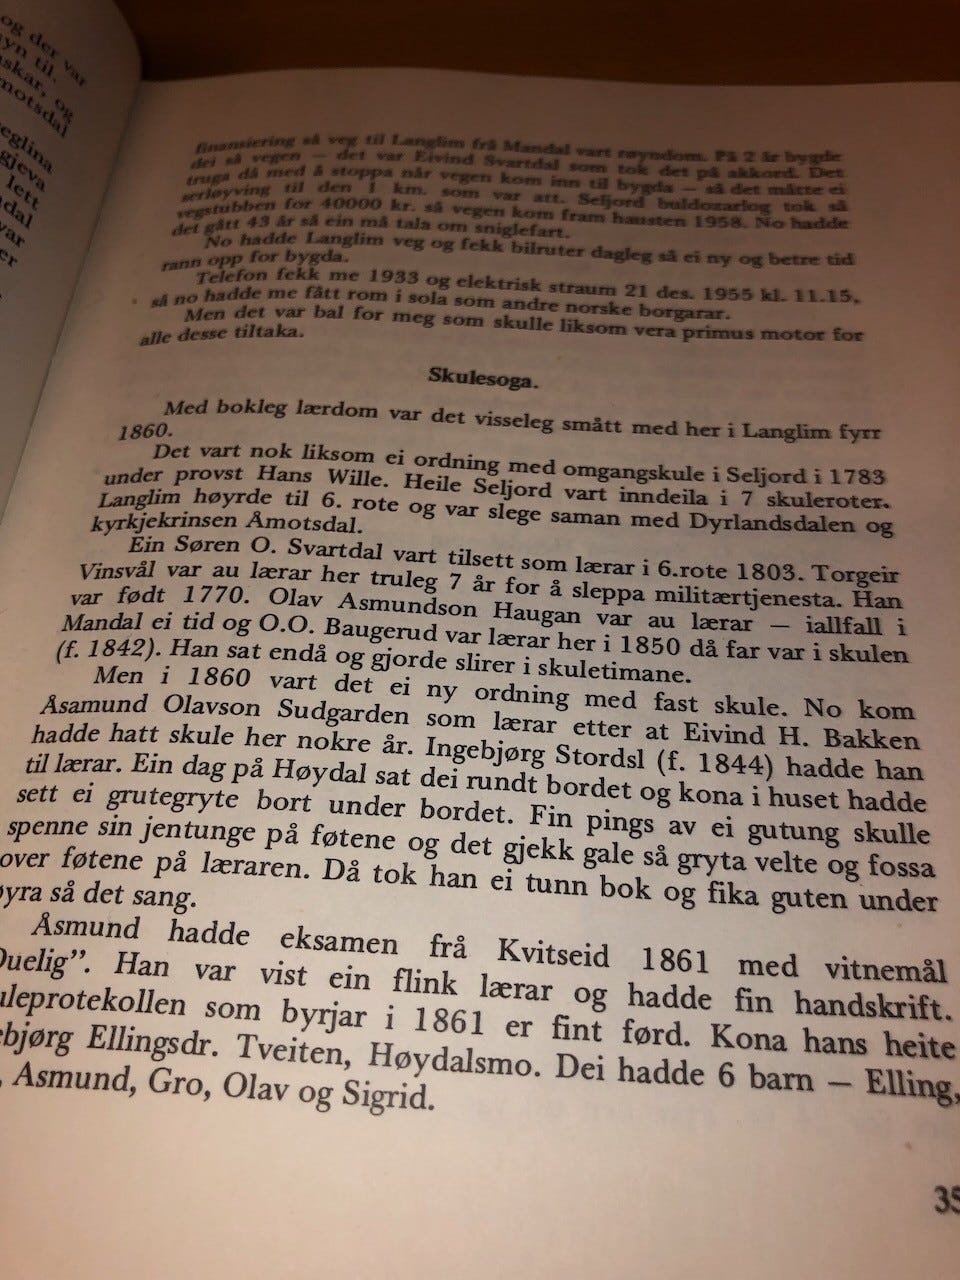 og der var
syn til.
skar, og
motsdal
eglina
gjeva
lett
dal
var
er
finansiering så veg til Langlim frå Mandal vart røyndom. På 2 år bygde
dei så vegen — det var Eivind Svartdal som tok det på akkord. Det
truga då med å stoppa når vegen kom inn til bygda — så det måtte ei
serløyving til den 1 km. som var att. Seljord buldozarlog tok så
vegstubben for 40000 kr. så vegen kom fram hausten 1958. No hadde
det gått 43 år så ein må tala om sniglefart.
No hadde Langlim veg og fekk bilruter dagleg så ei ny og betre tid
rann opp for bygda.
Telefon fekk me 1933 og elektrisk straum 21 des. 1955 kl. 11.15,
så no hadde me fått rom i sola som andre norske borgarar.
Men det var bal for meg som skulle liksom vera primus motor for
alle desse tiltaka.
Skulesoga.
Med bokleg lærdom var det visseleg smått med her i Langlim fyrr
1860.
Det vart nok liksom ei ordning med omgangskule i Seljord i 1783
under provst Hans Wille. Heile Seljord vart inndeila i 7 skuleroter.
Langlim høyrde til 6. rote og var slege saman med Dyrlandsdalen og
kyrkjekrinsen Åmotsdal.
Ein Søren O. Svartdal vart tilsett som lærar i 6.rote 1803. Torgeir
Vinsvål var au lærar her truleg 7 år for å sleppa militærtjenesta. Han
var født 1770. Olav Asmundson Haugan var au lærar — iallfall i
Mandal ei tid og O.O. Baugerud var lærar her i 1850 då far var i skulen
(f. 1842). Han sat endå og gjorde slirer i skuletimane.
Men i 1860 vart det ei ny ordning med fast skule. No kom
Åsamund Olavson Sudgarden som lærar etter at Eivind H. Bakken
hadde hatt skule her nokre år. Ingebjørg Stordsl (f. 1844) hadde han
til lærar. Ein dag på Høydal sat dei rundt bordet og kona i huset hadde
sett ei grutegryte bort under bordet. Fin pings av ei gutung skulle
spenne sin jentunge på føtene og det gjekk gale så gryta velte og fossa
over føtene på læraren. Då tok han ei tunn bok og fika guten under
øyra så det sang.
Åsmund hadde eksamen frå Kvitseid 1861 med vitnemål
Duelig”. Han var vist ein flink lærar og hadde fin handskrift.
uleprotekollen som byrjar i 1861 er fint førd. Kona hans heite
ebjørg Ellingsdr. Tveiten, Høydalsmo. Dei hadde 6 barn — Elling,
, Asmund, Gro, Olav og Sigrid.
35